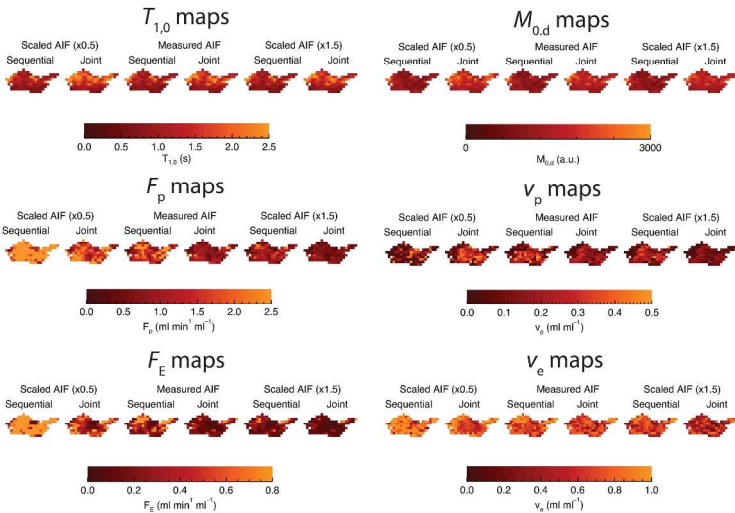 T1,0 maps
Scaled AIF (x0.5) Measured AIF Scaled AIF (x1.5)
Sequential Joint Sequential Joint Sequential Joint
0.0 0.5 1.0 1.5 2.0 2.5
T1,0 (s)
M0,d maps
Scaled AIF (x0.5) Measured AIF Scaled AIF (x1.5)
Sequential Joint Sequential Joint Sequential Joint
0 3000
M0,d (a.u.)
Fp maps
Scaled AIF (x0.5) Measured AIF Scaled AIF (x1.5)
Sequential Joint Sequential Joint Sequential Joint
0.0 0.5 1.0 1.5 2.0 2.5
Fp (ml min¹ ml⁻¹)
vp maps
Scaled AIF (x0.5) Measured AIF Scaled AIF (x1.5)
Sequential Joint Sequential Joint Sequential Joint
0.0 0.1 0.2 0.3 0.4 0.5
vp (ml ml⁻¹)
FE maps
Scaled AIF (x0.5) Measured AIF Scaled AIF (x1.5)
Sequential Joint Sequential Joint Sequential Joint
0.0 0.2 0.4 0.6 0.8
FE (ml min¹ ml⁻¹)
ve maps
Scaled AIF (x0.5) Measured AIF Scaled AIF (x1.5)
Sequential Joint Sequential Joint Sequential Joint
0.0 0.2 0.4 0.6 0.8 1.0
ve (ml ml⁻¹)